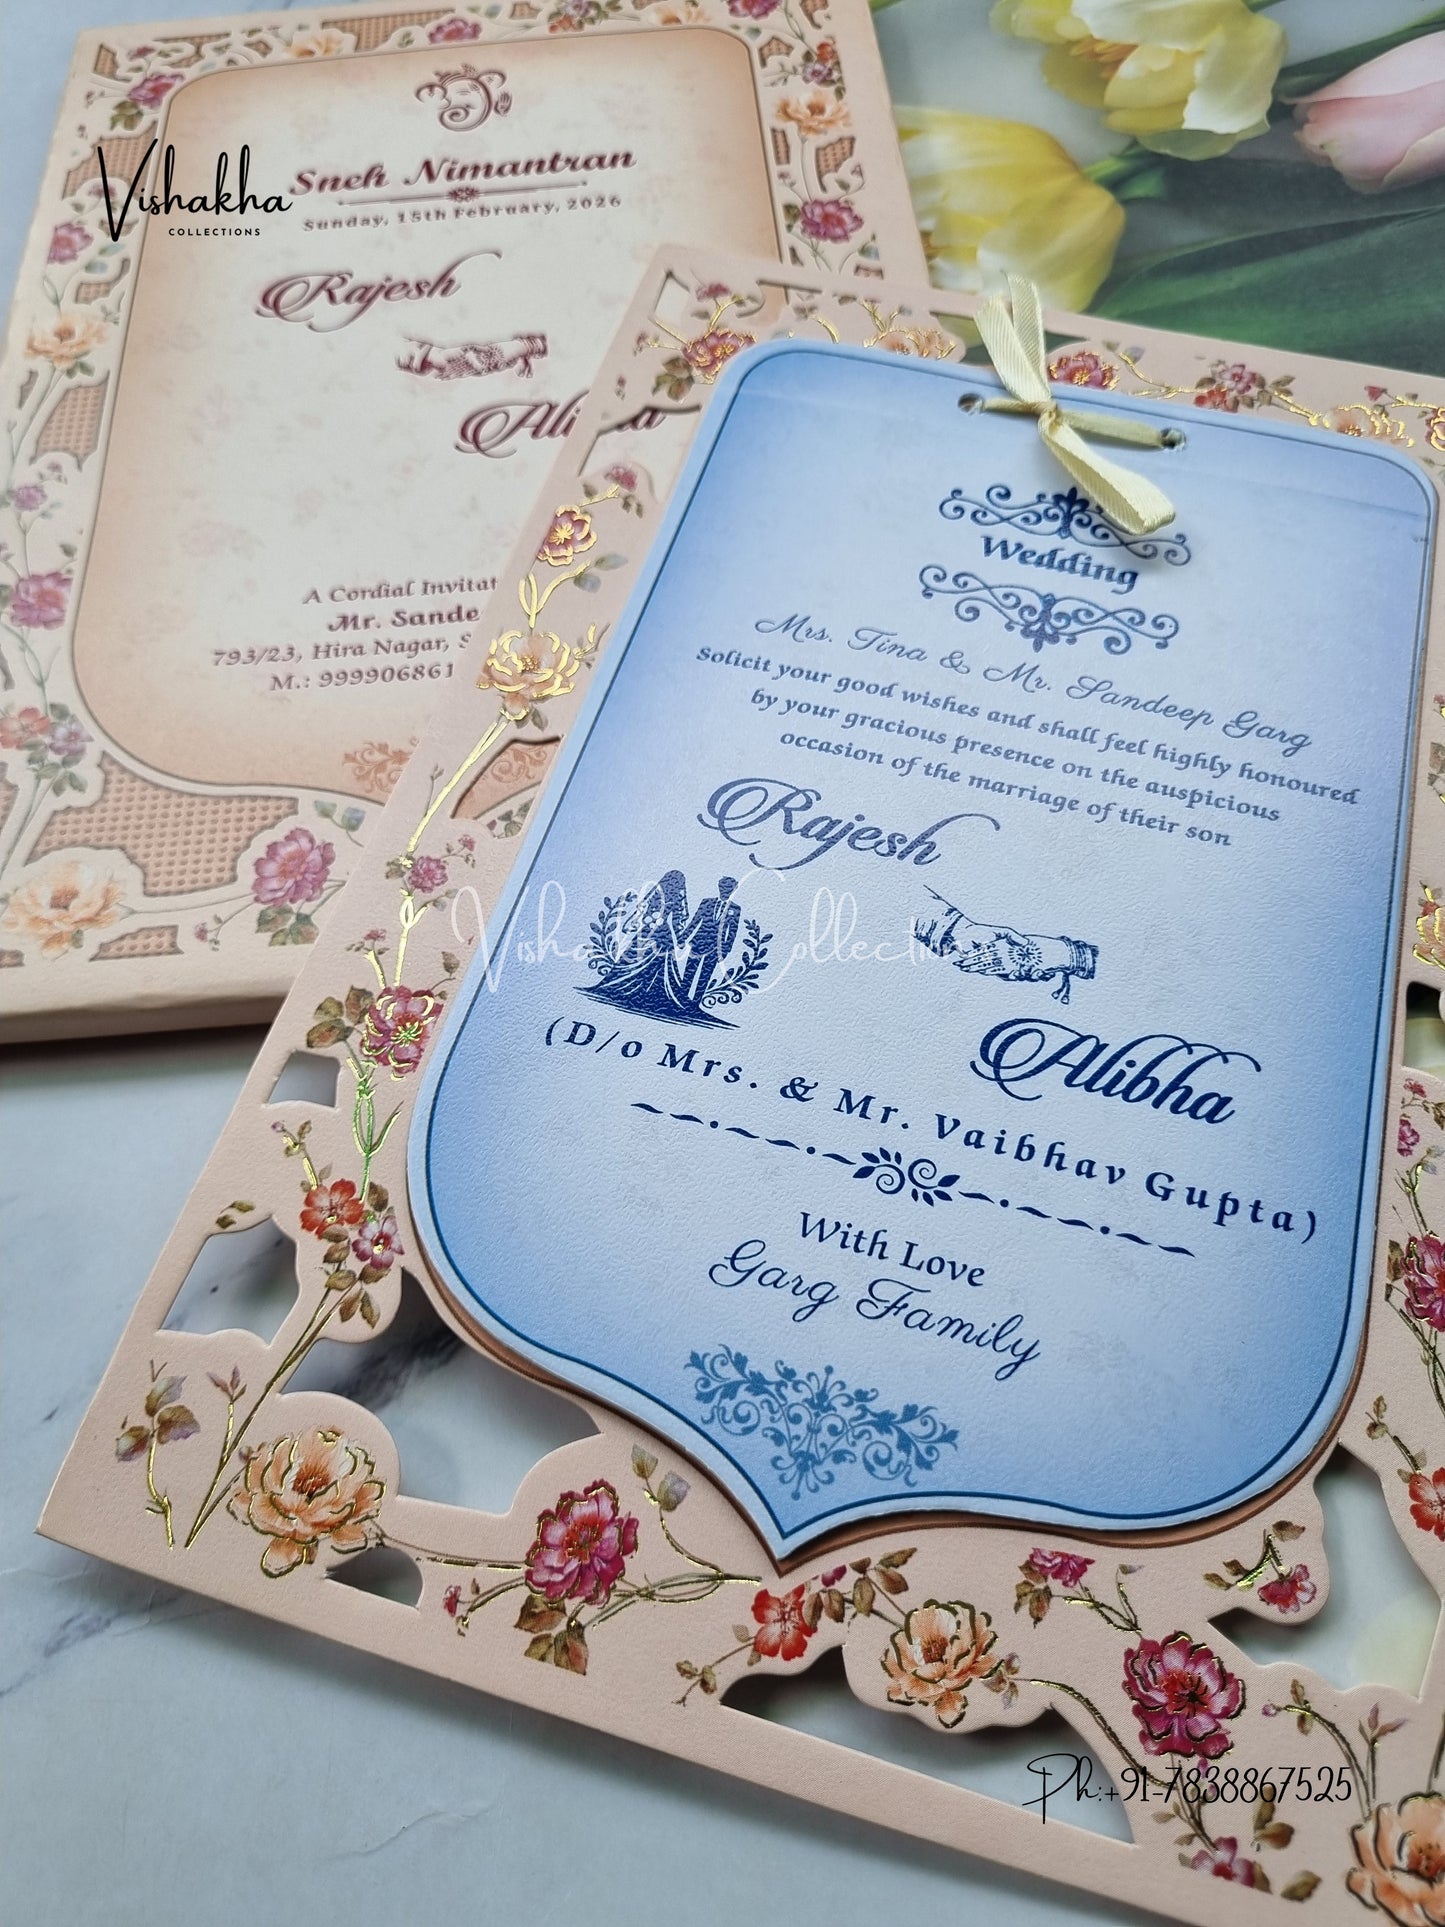 Vishakha
COLLECTIONS
Sneh Nimantran
Sunday, 15th February, 2026
Rajesh
A Cordial
Mr.
793/23, Hira Nagar,
M.: 999906861
Wedding
Mrs. Tina & Mr. Sandeep Garg
Solicit your good wishes and shall feel highly honoured
by your gracious presence on the auspicious
occasion of the marriage of their son
Rajesh
Vishakha Collections
Alibha
(D/o Mrs. & Mr. Vaibhav Gupta)
With Love
Garg Family
Ph:+91-7838867525